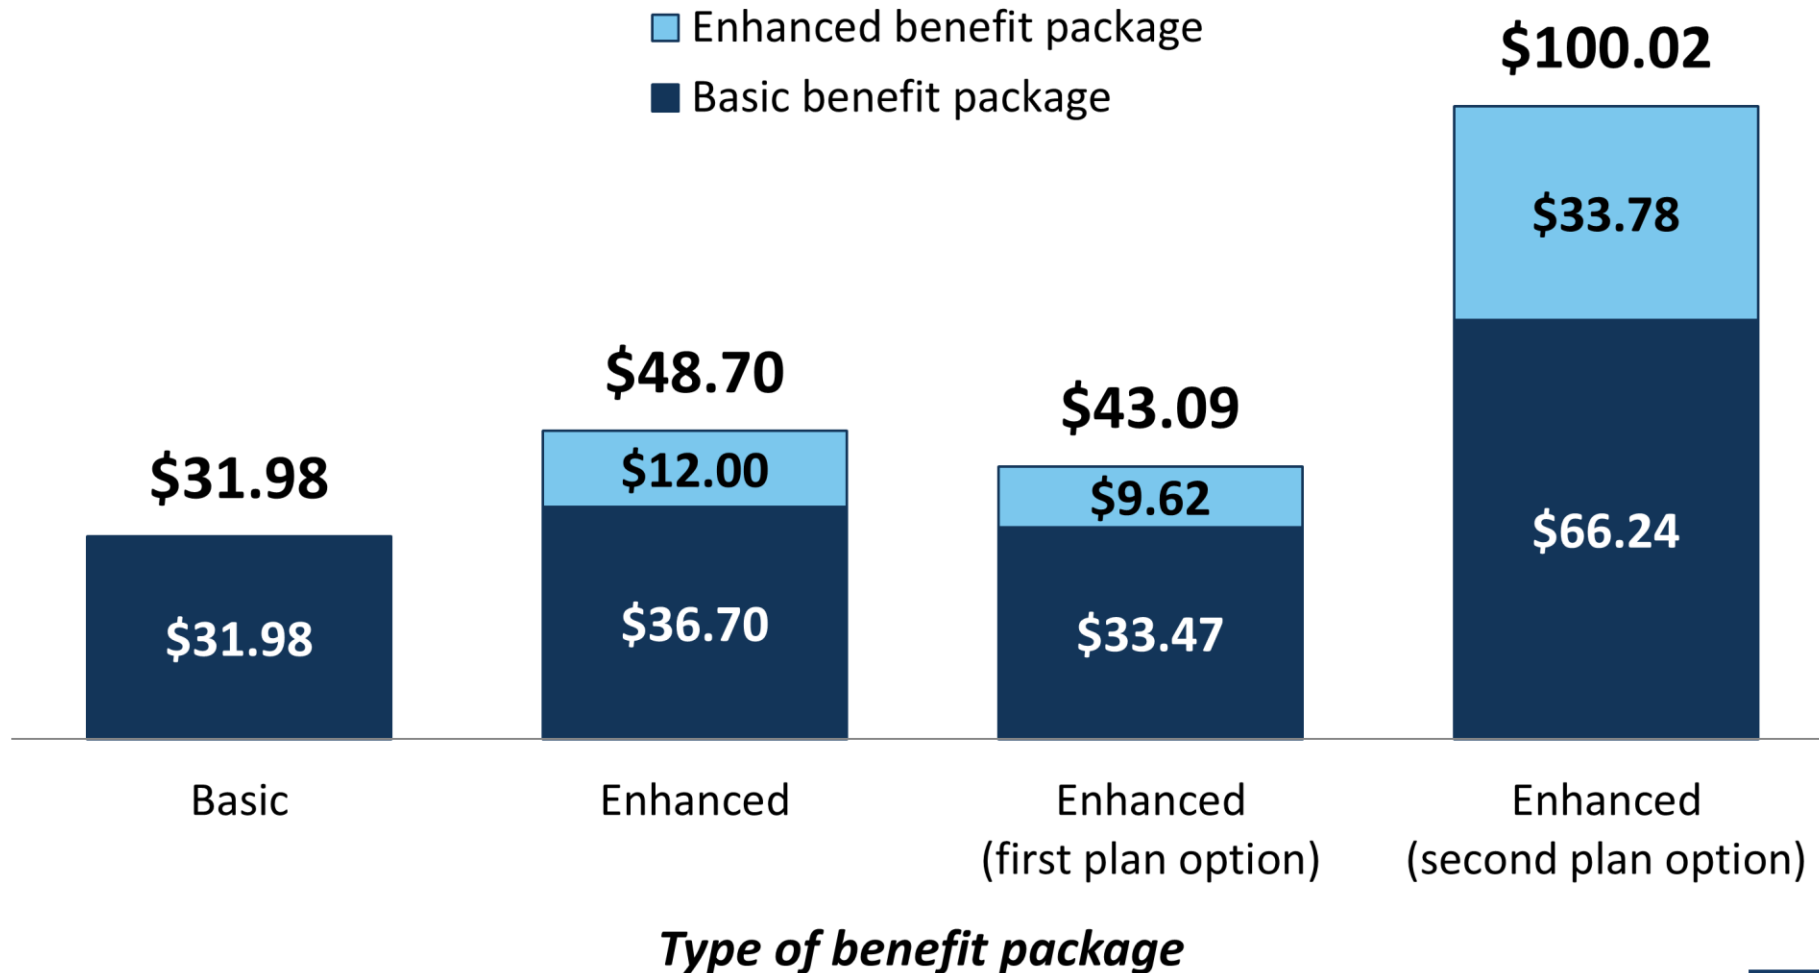 Enhanced benefit package
Basic benefit package
$31.98
$48.70
$43.09
$100.02
$12.00
$9.62
$33.78
$31.98
$36.70
$33.47
$66.24
Basic
Enhanced
Enhanced
(first plan option)
Enhanced
(second plan option)
Type of benefit package